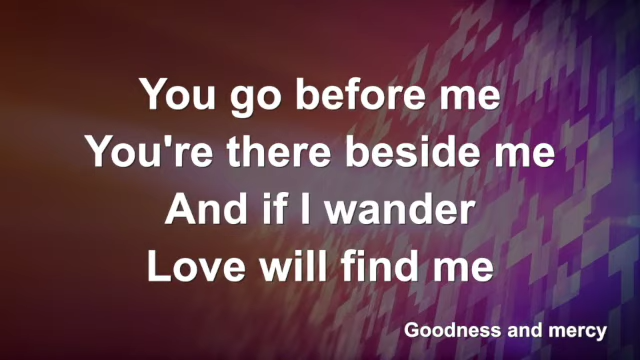 You go before me
You're there beside me
And if I wander
Love will find me
Goodness and mercy